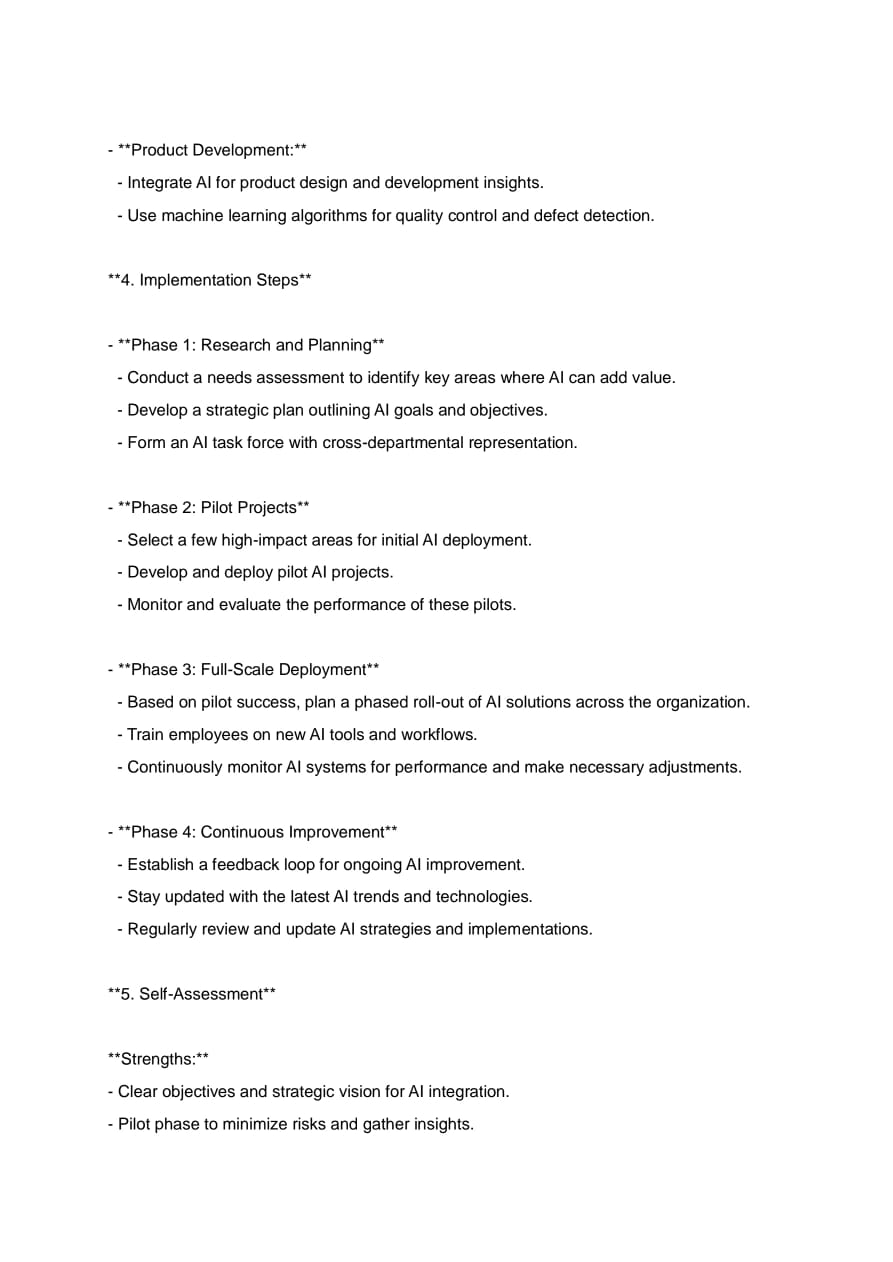 - **Product Development:**
- Integrate AI for product design and development insights.
- Use machine learning algorithms for quality control and defect detection.
**4. Implementation Steps**
- **Phase 1: Research and Planning**
- Conduct a needs assessment to identify key areas where AI can add value.
- Develop a strategic plan outlining AI goals and objectives.
- Form an AI task force with cross-departmental representation.
- **Phase 2: Pilot Projects**
- Select a few high-impact areas for initial AI deployment.
- Develop and deploy pilot AI projects.
- Monitor and evaluate the performance of these pilots.
- **Phase 3: Full-Scale Deployment**
- Based on pilot success, plan a phased roll-out of AI solutions across the organization.
- Train employees on new AI tools and workflows.
- Continuously monitor AI systems for performance and make necessary adjustments.
- **Phase 4: Continuous Improvement**
- Establish a feedback loop for ongoing AI improvement.
- Stay updated with the latest AI trends and technologies.
- Regularly review and update AI strategies and implementations.
**5. Self-Assessment**
**Strengths:**
- Clear objectives and strategic vision for AI integration.
- Pilot phase to minimize risks and gather insights.